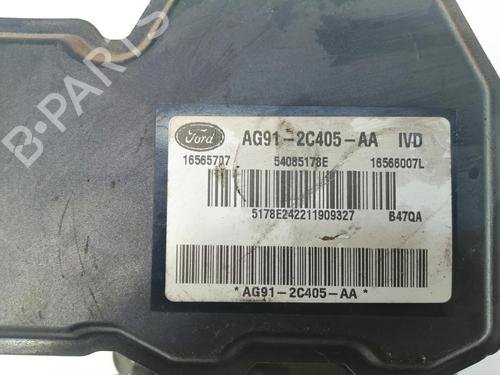 B-PARTS
Ford
AG91-2C405-AA IVD
16565707 54085178E 16566007L
5178E242211909327 B47QA
*AG91-2C405-AA*